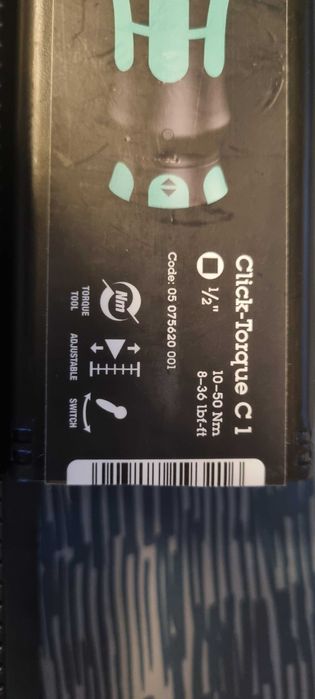 Click-Torque C 1
½"
10–50 Nm
8–36 lbf-ft
Code: 05 075620 001
Nm
TORQUE
TOOL
ADJUSTABLE
SWITCH